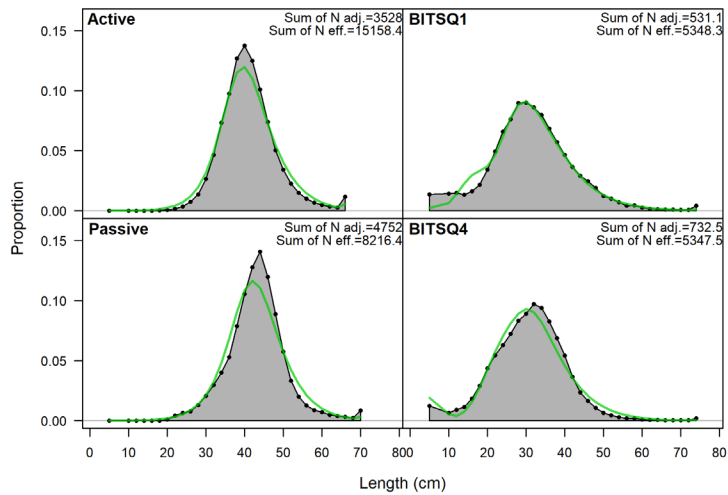 Active
Sum of N adj.=3528
Sum of N eff.=15158.4
BITSQ1
Sum of N adj.=531.1
Sum of N eff.=5348.3
0.15
0.10
0.05
0.00
Passive
Sum of N adj.=4752
Sum of N eff.=8216.4
BITSQ4
Sum of N adj.=732.5
Sum of N eff.=5347.5
0.15
0.10
0.05
0.00
Proportion
0 10 20 30 40 50 60 70 80 0 10 20 30 40 50 60 70 80
Length (cm)